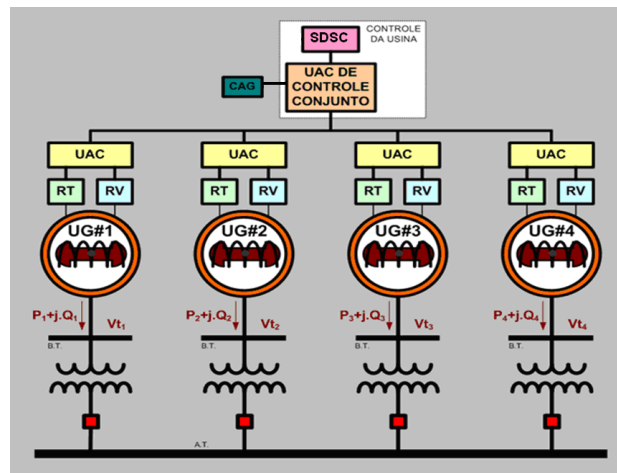 SDSC
CONTROLE
DA USINA
CAG
UAC DE
CONTROLE
CONJUNTO
UAC
UAC
UAC
UAC
RT
RV
RT
RV
RT
RV
RT
RV
UG#1
UG#2
UG#3
UG#4
P1+j.Q1
Vt1
P2+j.Q2
Vt2
P3+j.Q3
Vt3
P4+j.Q4
Vt4
B.T.
B.T.
B.T.
B.T.
A.T.